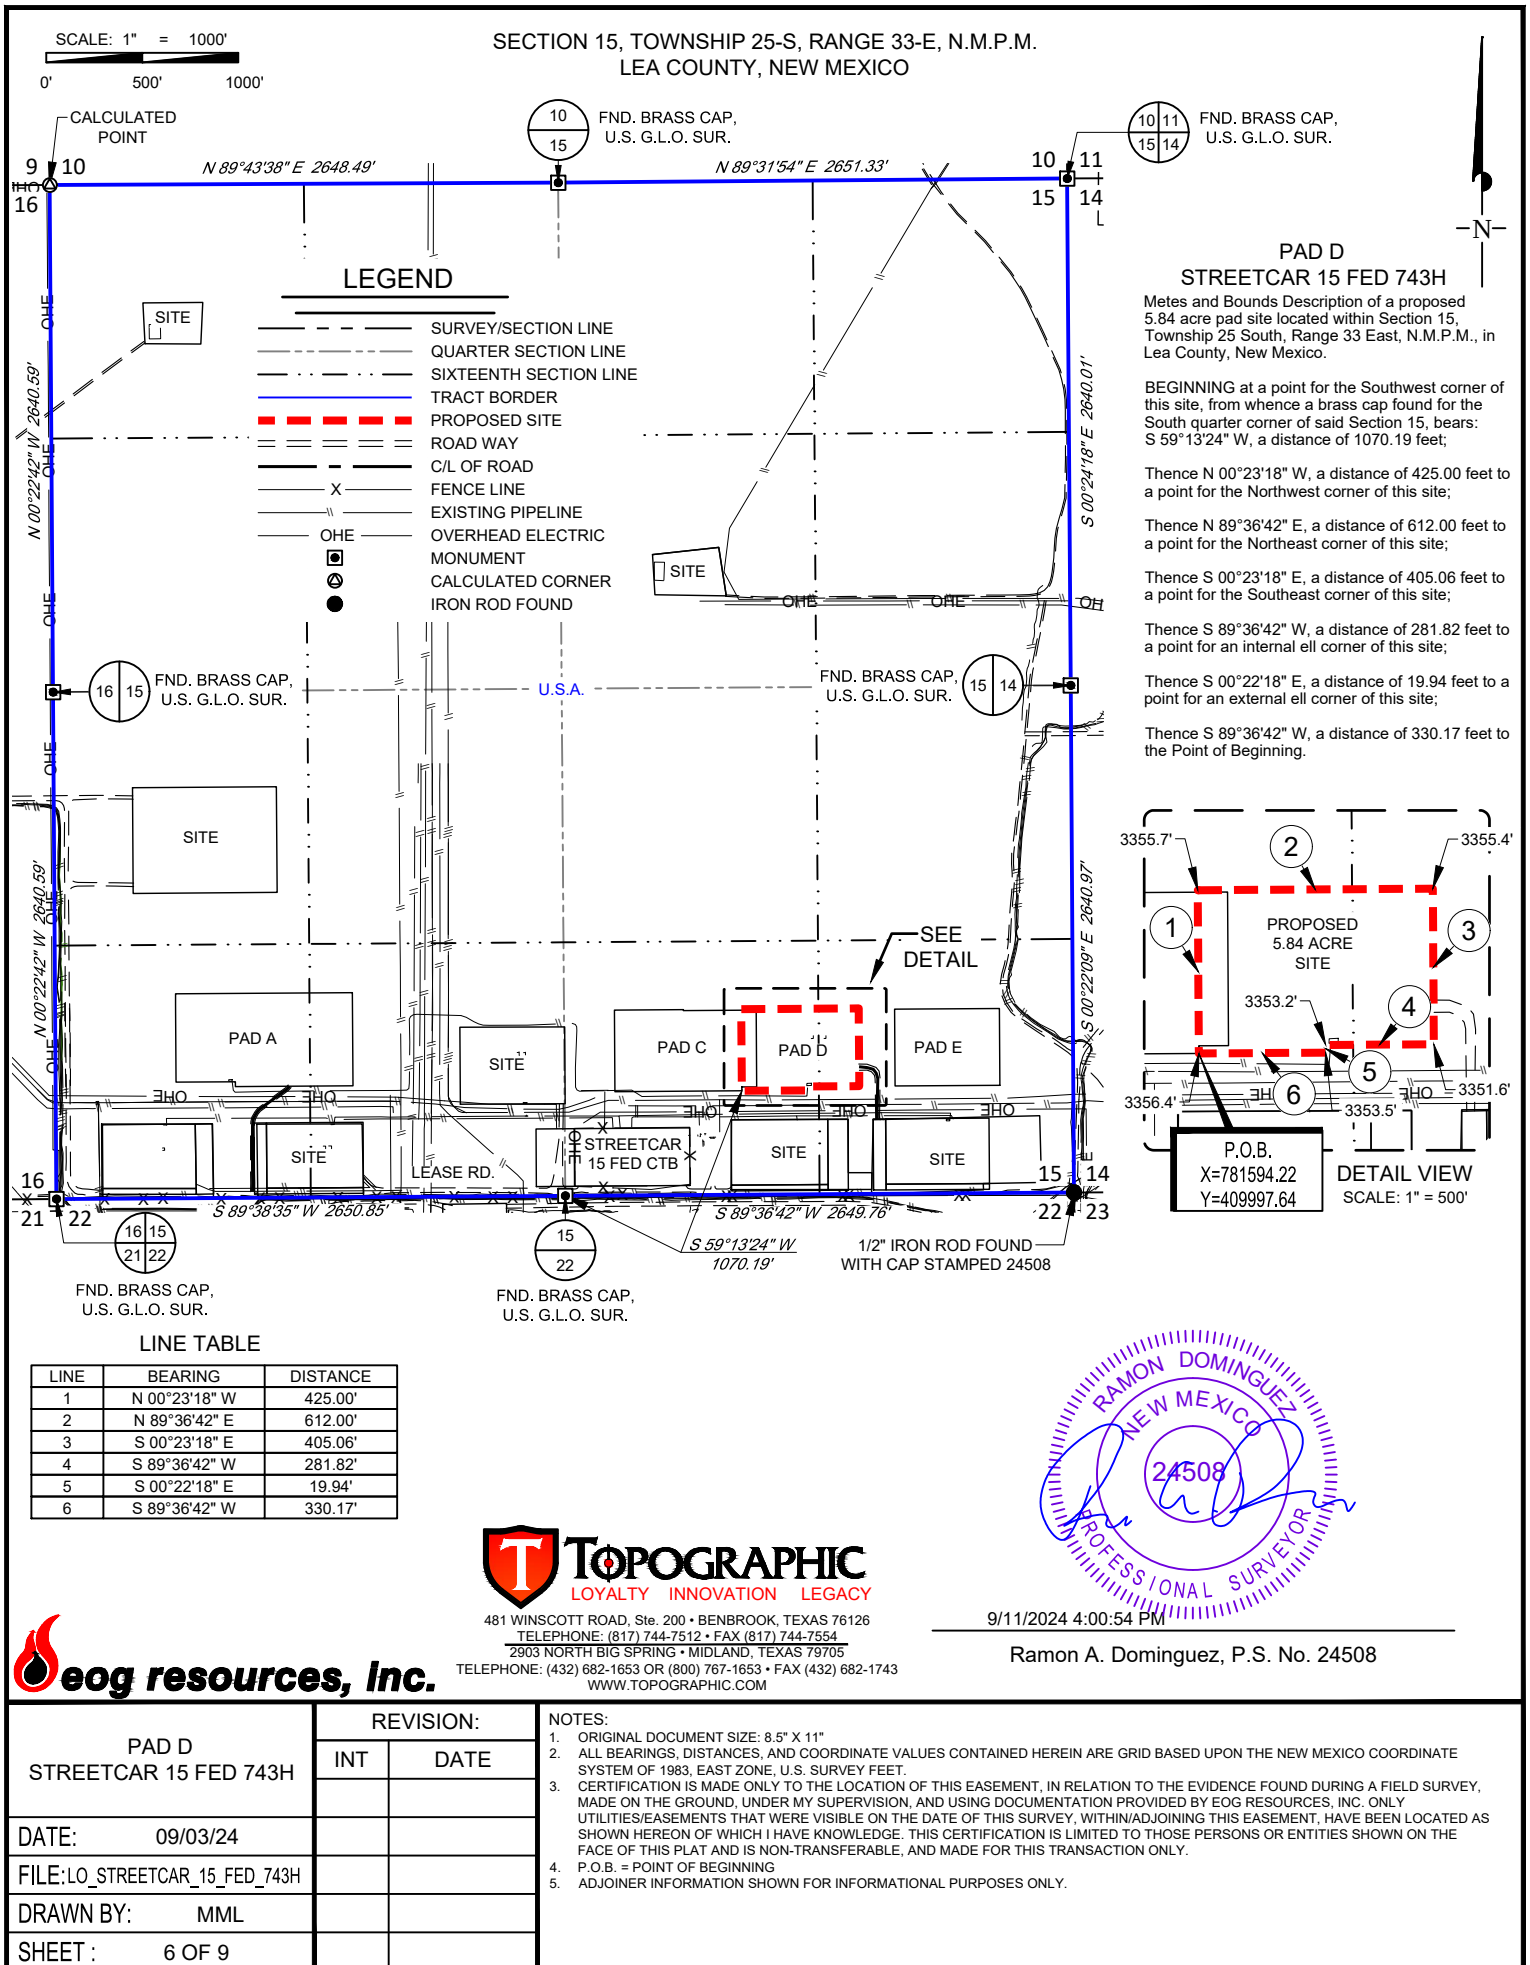 SCALE: 1" = 1000'
0' 500' 1000'
SECTION 15, TOWNSHIP 25-S, RANGE 33-E, N.M.P.M.
LEA COUNTY, NEW MEXICO
CALCULATED
POINT
10
15
FND. BRASS CAP,
U.S. G.L.O. SUR.
10 11
15 14
FND. BRASS CAP,
U.S. G.L.O. SUR.
9 10
16
N 89°43'38" E 2648.49'
N 89°31'54" E 2651.33'
10 11
15 14
OHE
N
SITE
LEGEND
SURVEY/SECTION LINE
QUARTER SECTION LINE
SIXTEENTH SECTION LINE
TRACT BORDER
PROPOSED SITE
ROAD WAY
C/L OF ROAD
X FENCE LINE
EXISTING PIPELINE
OHE OVERHEAD ELECTRIC
MONUMENT
CALCULATED CORNER
IRON ROD FOUND
N 00°22'42" W 2640.59'
S 00°24'18" E 2640.01'
OHE
OHE
OHE
OHE
SITE
OHE OHE OH
16 15
FND. BRASS CAP,
U.S. G.L.O. SUR.
U.S.A.
FND. BRASS CAP,
U.S. G.L.O. SUR.
15 14
SITE
N 00°22'42" W 2640.59'
S 00°22'09" E 2640.97'
OHE
OHE
SEE
DETAIL
PAD A
SITE
PAD C
PAD D
PAD E
OHE OHE OHE OHE OHE
SITE
LEASE RD.
OHE
STREETCAR
15 FED CTB
SITE
SITE
16
21 22
15 14
22 23
S 89°38'35" W 2650.85'
S 89°36'42" W 2649.76'
16 15
21 22
FND. BRASS CAP,
U.S. G.L.O. SUR.
15
22
FND. BRASS CAP,
U.S. G.L.O. SUR.
S 59°13'24" W
1070.19'
1/2" IRON ROD FOUND
WITH CAP STAMPED 24508
PAD D
STREETCAR 15 FED 743H
Metes and Bounds Description of a proposed
5.84 acre pad site located within Section 15,
Township 25 South, Range 33 East, N.M.P.M., in
Lea County, New Mexico.
BEGINNING at a point for the Southwest corner of
this site, from whence a brass cap found for the
South quarter corner of said Section 15, bears:
S 59°13'24" W, a distance of 1070.19 feet;
Thence N 00°23'18" W, a distance of 425.00 feet to
a point for the Northwest corner of this site;
Thence N 89°36'42" E, a distance of 612.00 feet to
a point for the Northeast corner of this site;
Thence S 00°23'18" E, a distance of 405.06 feet to
a point for the Southeast corner of this site;
Thence S 89°36'42" W, a distance of 281.82 feet to
a point for an internal ell corner of this site;
Thence S 00°22'18" E, a distance of 19.94 feet to a
point for an external ell corner of this site;
Thence S 89°36'42" W, a distance of 330.17 feet to
the Point of Beginning.
3355.7' 2 3355.4'
1
PROPOSED
5.84 ACRE
SITE
3
3353.2' 4
5
3356.4' 6 3353.5' OHE 3351.6'
P.O.B.
X=781594.22
Y=409997.64
DETAIL VIEW
SCALE: 1" = 500'
LINE TABLE
LINE BEARING DISTANCE
1 N 00°23'18" W 425.00'
2 N 89°36'42" E 612.00'
3 S 00°23'18" E 405.06'
4 S 89°36'42" W 281.82'
5 S 00°22'18" E 19.94'
6 S 89°36'42" W 330.17'
RAMON DOMINGUEZ
NEW MEXICO
24508
PROFESSIONAL SURVEYOR
9/11/2024 4:00:54 PM
Ramon A. Dominguez, P.S. No. 24508
T TOPOGRAPHIC
LOYALTY INNOVATION LEGACY
481 WINSCOTT ROAD, Ste. 200 • BENBROOK, TEXAS 76126
TELEPHONE: (817) 744-7512 • FAX (817) 744-7554
2903 NORTH BIG SPRING • MIDLAND, TEXAS 79705
TELEPHONE: (432) 682-1653 OR (800) 767-1653 • FAX (432) 682-1743
WWW.TOPOGRAPHIC.COM
eog resources, inc.
PAD D
STREETCAR 15 FED 743H
DATE: 09/03/24
FILE: LO_STREETCAR_15_FED_743H
DRAWN BY: MML
SHEET : 6 OF 9
REVISION:
INT DATE
NOTES:
1. ORIGINAL DOCUMENT SIZE: 8.5" X 11"
2. ALL BEARINGS, DISTANCES, AND COORDINATE VALUES CONTAINED HEREIN ARE GRID BASED UPON THE NEW MEXICO COORDINATE
SYSTEM OF 1983, EAST ZONE, U.S. SURVEY FEET.
3. CERTIFICATION IS MADE ONLY TO THE LOCATION OF THIS EASEMENT, IN RELATION TO THE EVIDENCE FOUND DURING A FIELD SURVEY,
MADE ON THE GROUND, UNDER MY SUPERVISION, AND USING DOCUMENTATION PROVIDED BY EOG RESOURCES, INC. ONLY
UTILITIES/EASEMENTS THAT WERE VISIBLE ON THE DATE OF THIS SURVEY, WITHIN/ADJOINING THIS EASEMENT, HAVE BEEN LOCATED AS
SHOWN HEREON OF WHICH I HAVE KNOWLEDGE. THIS CERTIFICATION IS LIMITED TO THOSE PERSONS OR ENTITIES SHOWN ON THE
FACE OF THIS PLAT AND IS NON-TRANSFERABLE, AND MADE FOR THIS TRANSACTION ONLY.
4. P.O.B. = POINT OF BEGINNING
5. ADJOINER INFORMATION SHOWN FOR INFORMATIONAL PURPOSES ONLY.